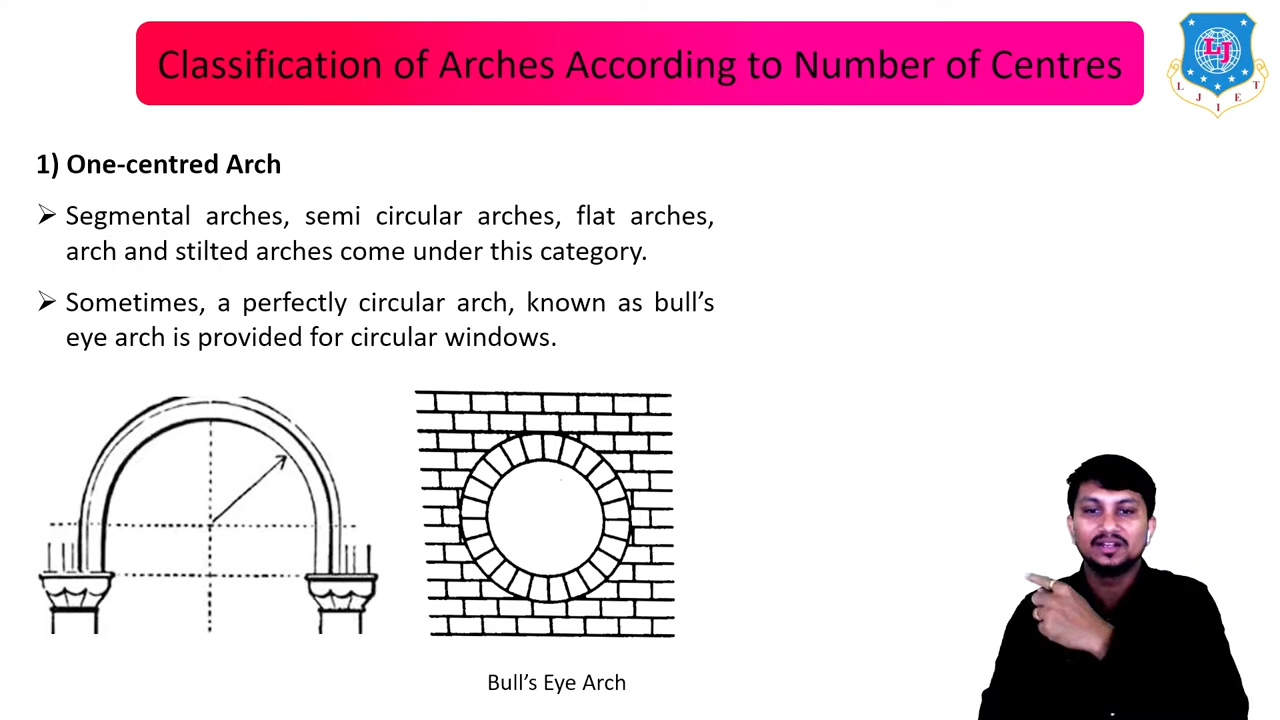 Classification of Arches According to Number of Centres
LJ
L J I E T
1) One-centred Arch
➢ Segmental arches, semi circular arches, flat arches,
arch and stilted arches come under this category.
➢ Sometimes, a perfectly circular arch, known as bull’s
eye arch is provided for circular windows.
Bull’s Eye Arch